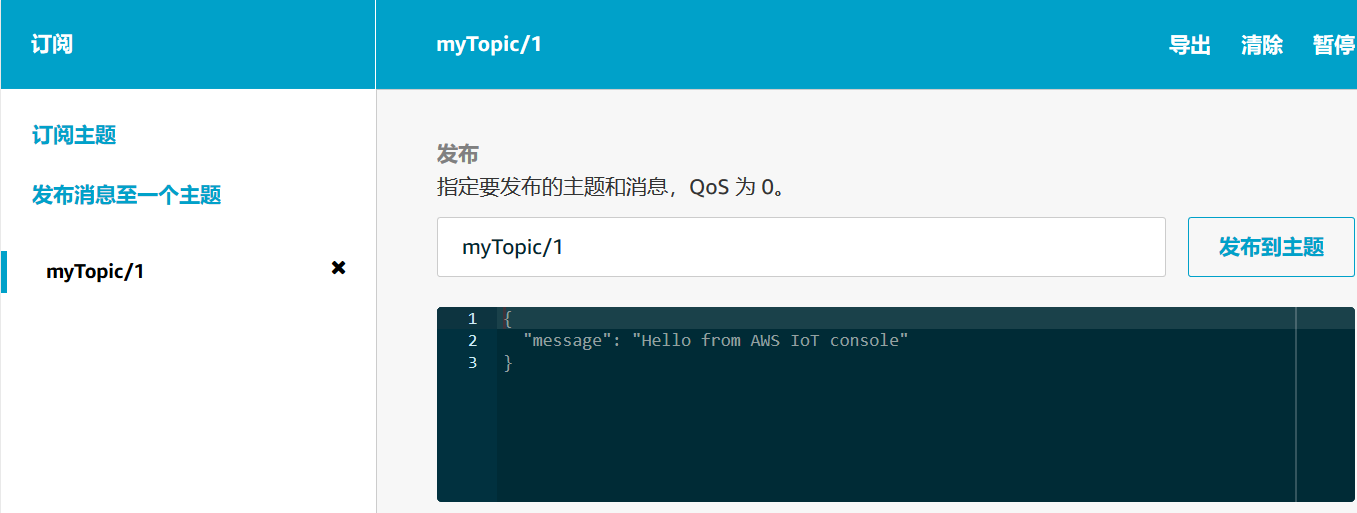 订阅
myTopic/1
导出 清除 暂停
订阅主题
发布消息至一个主题
myTopic/1
发布
指定要发布的主题和消息，QoS 为 0。
myTopic/1
发布到主题
1 {
2 "message": "Hello from AWS IoT console"
3 }